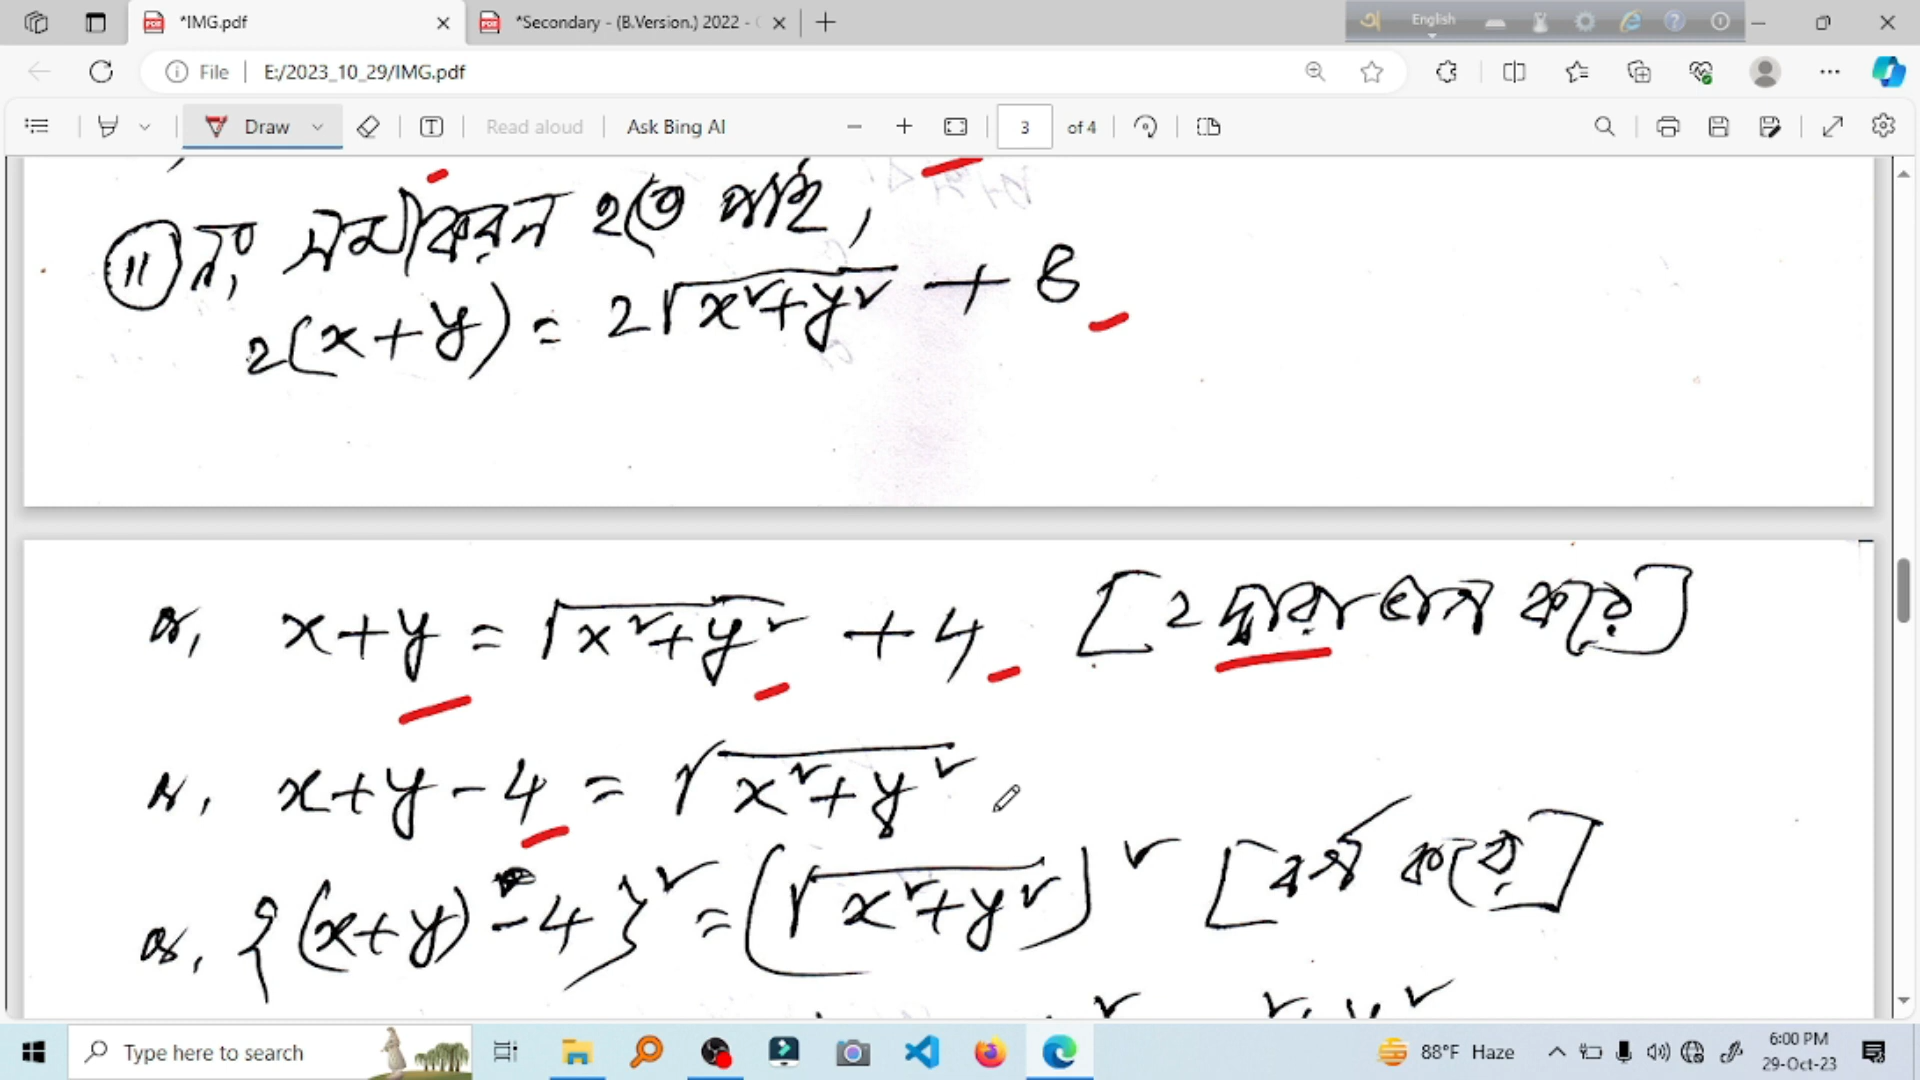 *IMG.pdf
*Secondary - (B.Version.) 2022 -
English
File
E:/2023_10_29/IMG.pdf
Draw
Read aloud
Ask Bing AI
3 of 4
(ii) নং সমীকরন হতে পাই,
2(x+y) = 2√(x²+y²) + 8
বা, x+y = √(x²+y²) + 4 [2 দ্বারা ভাগ করে]
বা, x+y-4 = √(x²+y²)
বা, {(x+y)-4}² = (√(x²+y²))² [বর্গ করে]
Type here to search
88°F Haze
6:00 PM
29-Oct-23